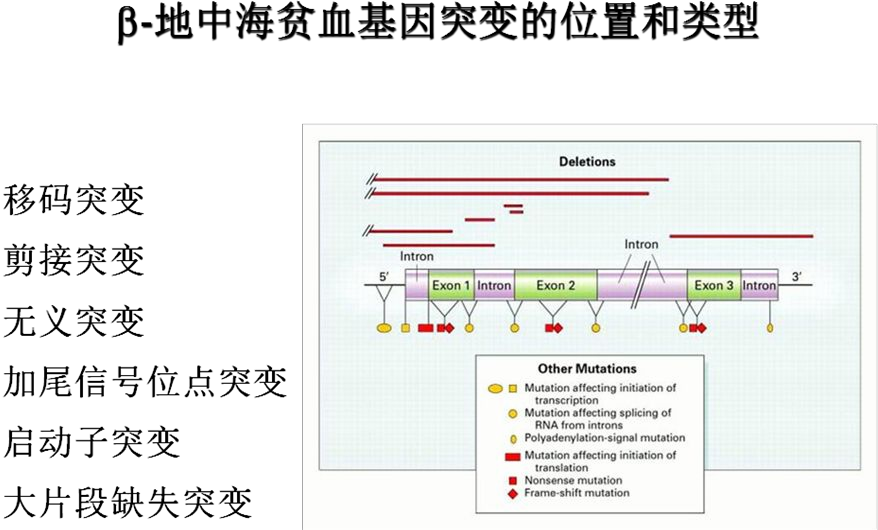 β-地中海贫血基因突变的位置和类型
移码突变
剪接突变
无义突变
加尾信号位点突变
启动子突变
大片段缺失突变
Deletions
Intron
Intron
5'
3'
Exon 1
Intron
Exon 2
Exon 3
Intron
Other Mutations
Mutation affecting initiation of
transcription
Mutation affecting splicing of
RNA from introns
Polyadenylation-signal mutation
Mutation affecting initiation of
translation
Nonsense mutation
Frame-shift mutation